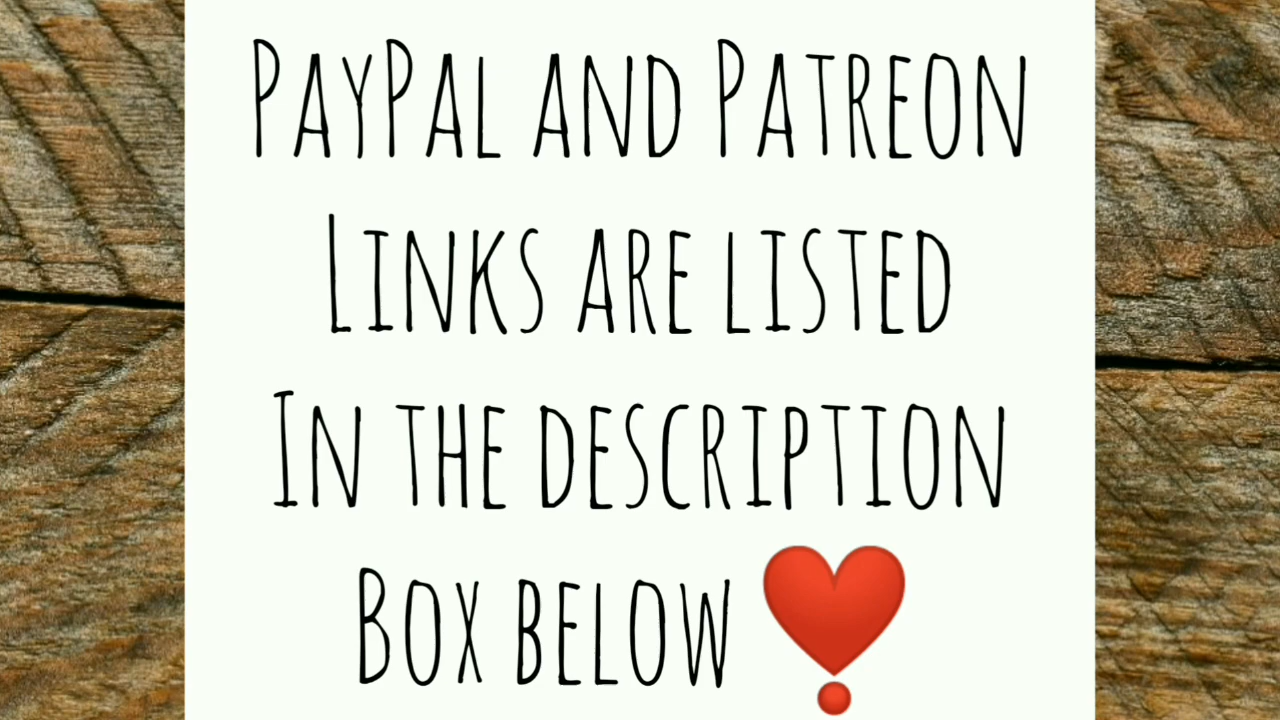 PayPal and Patreon
Links are listed
In the description
Box below ❣